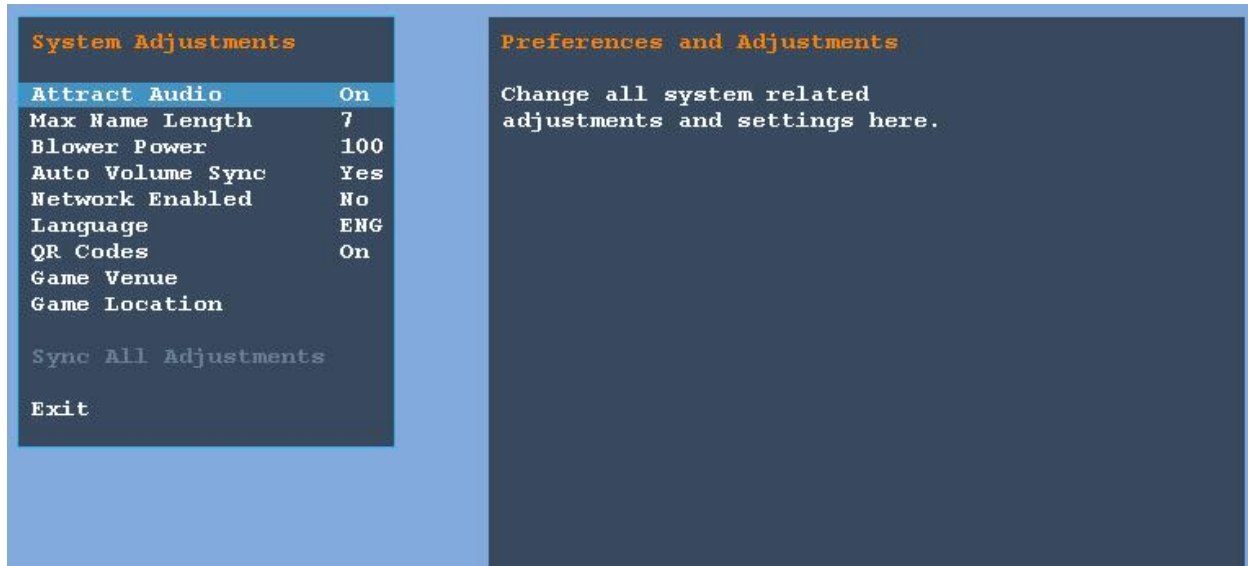 System Adjustments
Attract Audio On
Max Name Length 7
Blower Power 100
Auto Volume Sync Yes
Network Enabled No
Language ENG
QR Codes On
Game Venue
Game Location
Sync All Adjustments
Exit
Preferences and Adjustments
Change all system related
adjustments and settings here.